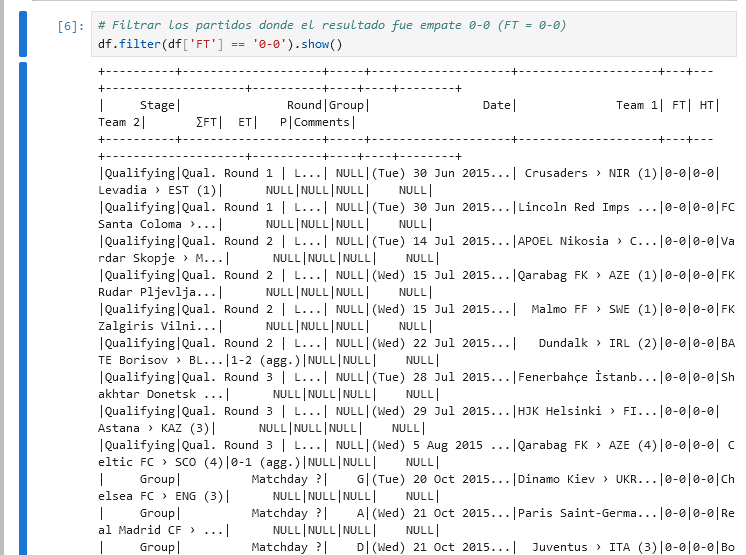 [6]: # Filtrar los partidos donde el resultado fue empate 0-0 (FT = 0-0)
df.filter(df['FT'] == '0-0').show()
+----------+--------------------+-----+--------------------+--------------------+---+---
+--------------------+----------+----+----+--------+
|     Stage|               Round|Group|                Date|              Team 1| FT| HT|
Team 2|       ΣFT|  ET|   P|Comments|
+----------+--------------------+-----+--------------------+--------------------+---+---
+--------------------+----------+----+----+--------+
|Qualifying|Qual. Round 1 | L...| NULL|(Tue) 30 Jun 2015...| Crusaders › NIR (1)|0-0|0-0|
Levadia › EST (1)|      NULL|NULL|NULL|    NULL|
|Qualifying|Qual. Round 1 | L...| NULL|(Tue) 30 Jun 2015...|Lincoln Red Imps ...|0-0|0-0|FC
Santa Coloma ›...|      NULL|NULL|NULL|    NULL|
|Qualifying|Qual. Round 2 | L...| NULL|(Tue) 14 Jul 2015...|APOEL Nikosia › C...|0-0|0-0|Va
rdar Skopje › M...|      NULL|NULL|NULL|    NULL|
|Qualifying|Qual. Round 2 | L...| NULL|(Wed) 15 Jul 2015...|Qarabag FK › AZE (1)|0-0|0-0|FK
Rudar Pljevlja...|      NULL|NULL|NULL|    NULL|
|Qualifying|Qual. Round 2 | L...| NULL|(Wed) 15 Jul 2015...|  Malmo FF › SWE (1)|0-0|0-0|FK
Zalgiris Vilni...|      NULL|NULL|NULL|    NULL|
|Qualifying|Qual. Round 2 | L...| NULL|(Wed) 22 Jul 2015...|   Dundalk › IRL (2)|0-0|0-0|BA
TE Borisov › BL...|1-2 (agg.)|NULL|NULL|    NULL|
|Qualifying|Qual. Round 3 | L...| NULL|(Tue) 28 Jul 2015...|Fenerbahçe İstanb...|0-0|0-0|Sh
akhtar Donetsk ...|      NULL|NULL|NULL|    NULL|
|Qualifying|Qual. Round 3 | L...| NULL|(Wed) 29 Jul 2015...|HJK Helsinki › FI...|0-0|0-0|
Astana › KAZ (3)|      NULL|NULL|NULL|    NULL|
|Qualifying|Qual. Round 3 | L...| NULL|(Wed) 5 Aug 2015 ...|Qarabag FK › AZE (4)|0-0|0-0| C
eltic FC › SCO (4)|0-1 (agg.)|NULL|NULL|    NULL|
|     Group|          Matchday ?|    G|(Tue) 20 Oct 2015...|Dinamo Kiev › UKR...|0-0|0-0|Ch
elsea FC › ENG (3)|      NULL|NULL|NULL|    NULL|
|     Group|          Matchday ?|    A|(Wed) 21 Oct 2015...|Paris Saint-Germa...|0-0|0-0|Re
al Madrid CF › ...|      NULL|NULL|NULL|    NULL|
|     Group|          Matchday ?|    D|(Wed) 21 Oct 2015...|  Juventus › ITA (3)|0-0|0-0|Bo